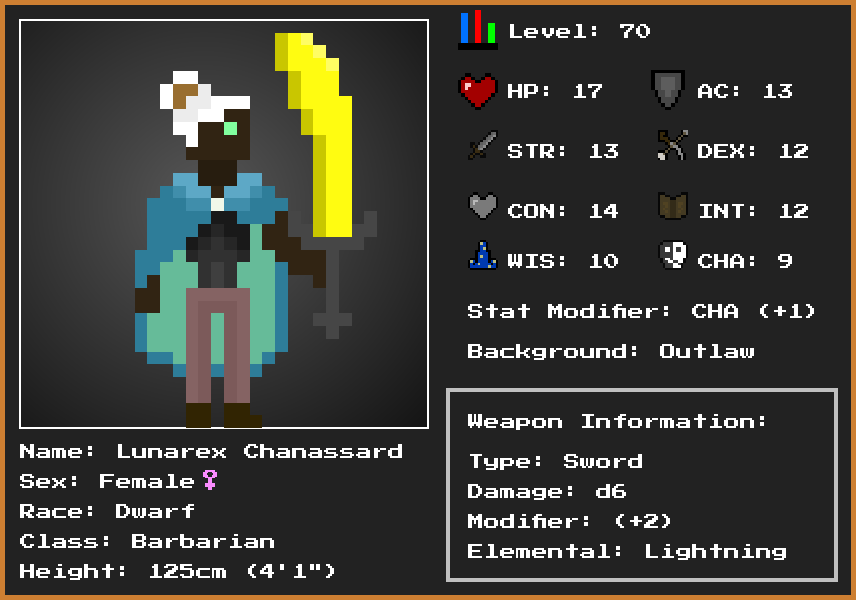 Level: 70
HP: 17
AC: 13
STR: 13
DEX: 12
CON: 14
INT: 12
WIS: 10
CHA: 9
Stat Modifier: CHA (+1)
Background: Outlaw
Name: Lunarex Chanassard
Sex: Female♀
Race: Dwarf
Class: Barbarian
Height: 125cm (4'1")
Weapon Information:
Type: Sword
Damage: d6
Modifier: (+2)
Elemental: Lightning